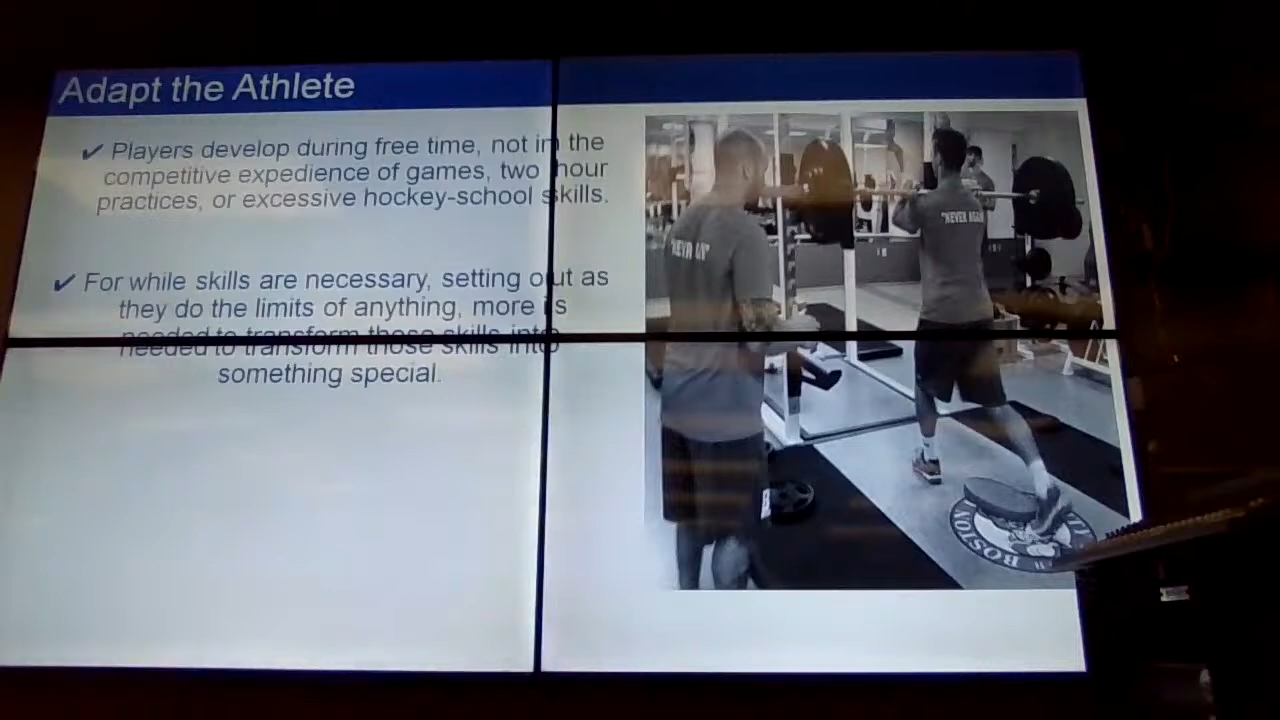 Adapt the Athlete
✔ Players develop during free time, not in the
competitive expedience of games, two hour
practices, or excessive hockey-school skills.
✔ For while skills are necessary, setting out as
they do the limits of anything, more is
needed to transform those skills into
something special.
"NEVER AGAIN
BOSTON